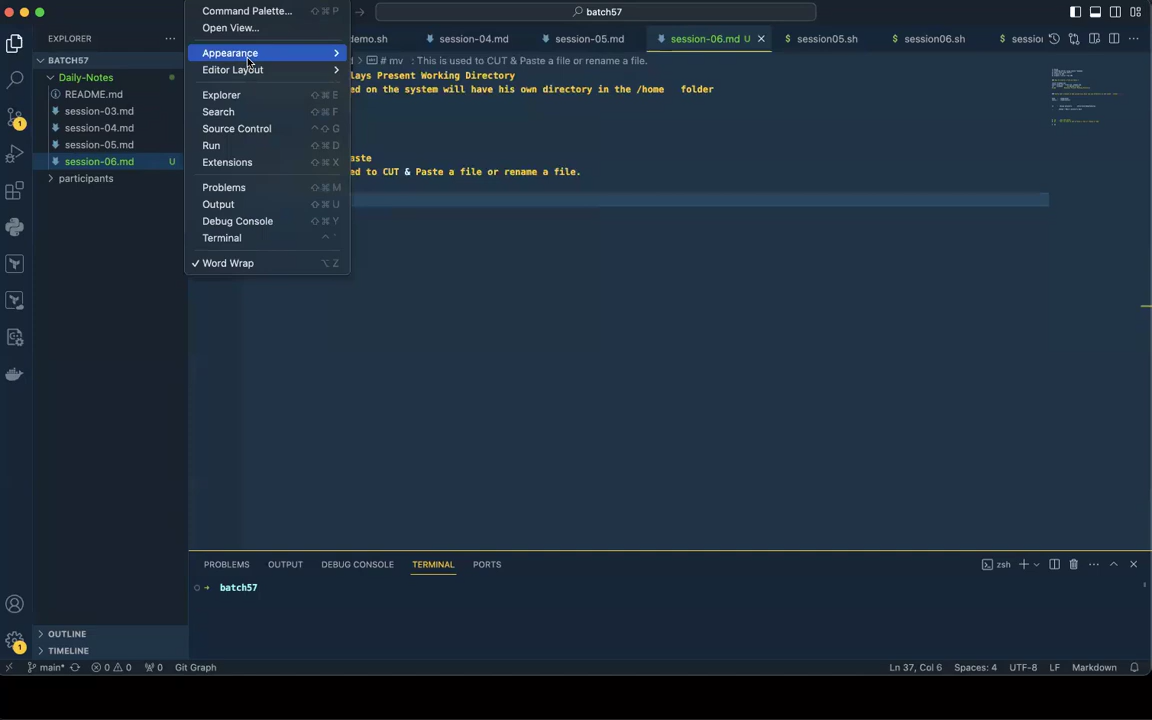 batch57
EXPLORER
BATCH57
Daily-Notes
README.md
session-03.md
session-04.md
session-05.md
session-06.md U
participants
OUTLINE
TIMELINE
Command Palette... ⇧⌘P
Open View...
Appearance
Editor Layout
Explorer ⇧⌘E
Search ⇧⌘F
Source Control ⌃⇧G
Run ⇧⌘D
Extensions ⇧⌘X
Problems ⇧⌘M
Output ⇧⌘U
Debug Console ⇧⌘Y
Terminal ⌃`
✓ Word Wrap ⌥Z
demo.sh
session-04.md
session-05.md
session-06.md U
session05.sh
session06.sh
session
# mv : This is used to CUT & Paste a file or rename a file.
lays Present Working Directory
ed on the system will have his own directory in the /home folder
aste
ed to CUT & Paste a file or rename a file.
PROBLEMS OUTPUT DEBUG CONSOLE TERMINAL PORTS
zsh
→ batch57
1
1
main* 0 0 0 Git Graph
Ln 37, Col 6 Spaces: 4 UTF-8 LF Markdown